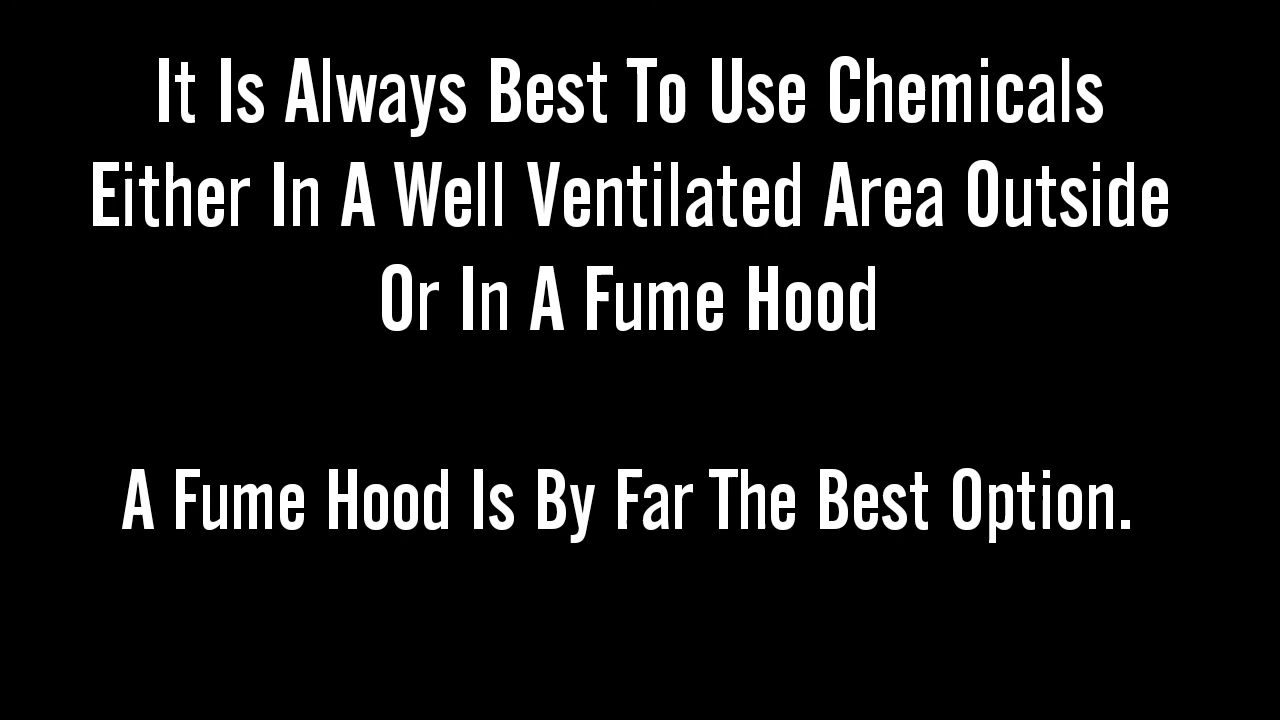 It Is Always Best To Use Chemicals
Either In A Well Ventilated Area Outside
Or In A Fume Hood
A Fume Hood Is By Far The Best Option.